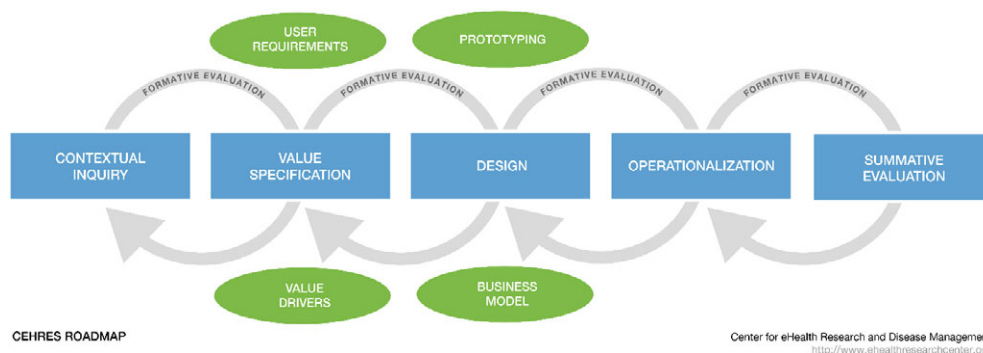 USER
REQUIREMENTS
PROTOTYPING
FORMATIVE EVALUATION
FORMATIVE EVALUATION
FORMATIVE EVALUATION
FORMATIVE EVALUATION
CONTEXTUAL
INQUIRY
VALUE
SPECIFICATION
DESIGN
OPERATIONALIZATION
SUMMATIVE
EVALUATION
VALUE
DRIVERS
BUSINESS
MODEL
CEHRES ROADMAP
Center for eHealth Research and Disease Managemen
http://www.ehealthresearchcenter.o